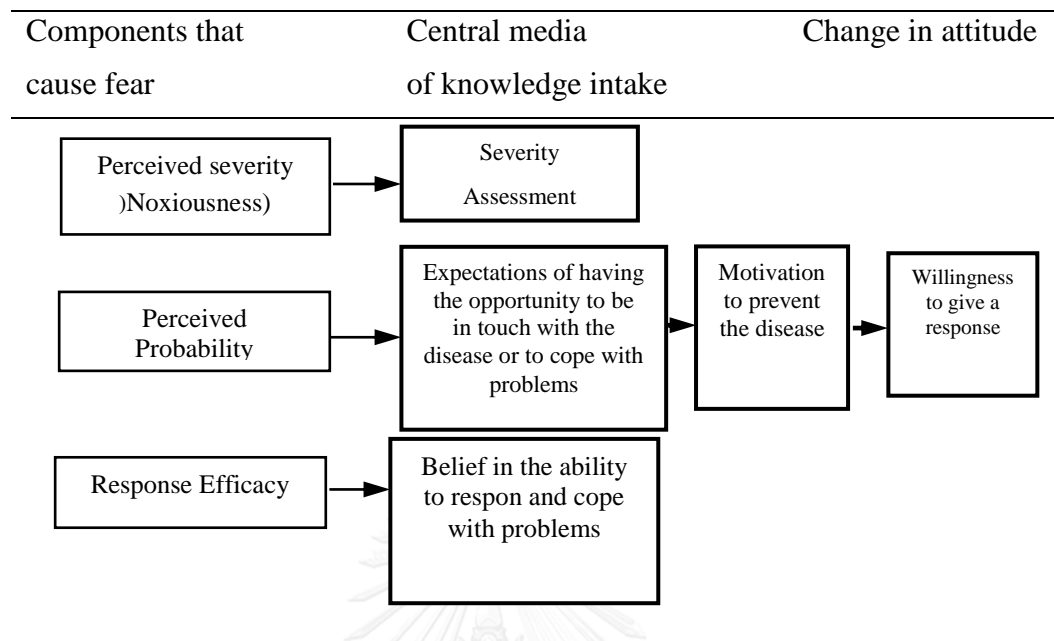 Components that
cause fear
Central media
of knowledge intake
Change in attitude
Perceived severity
)Noxiousness)
Severity
Assessment
Perceived
Probability
Expectations of having
the opportunity to be
in touch with the
disease or to cope with
problems
Motivation
to prevent
the disease
Willingness
to give a
response
Response Efficacy
Belief in the ability
to respon and cope
with problems